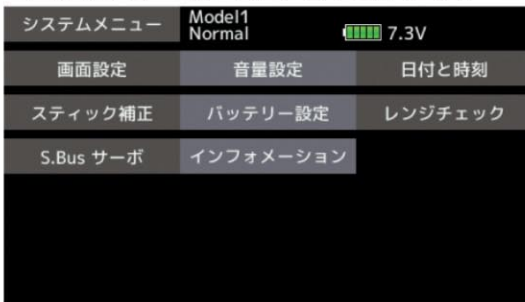 システムメニュー
Model1
Normal
7.3V
画面設定 音量設定 日付と時刻
スティック補正 バッテリー設定 レンジチェック
S.Bus サーボ インフォメーション